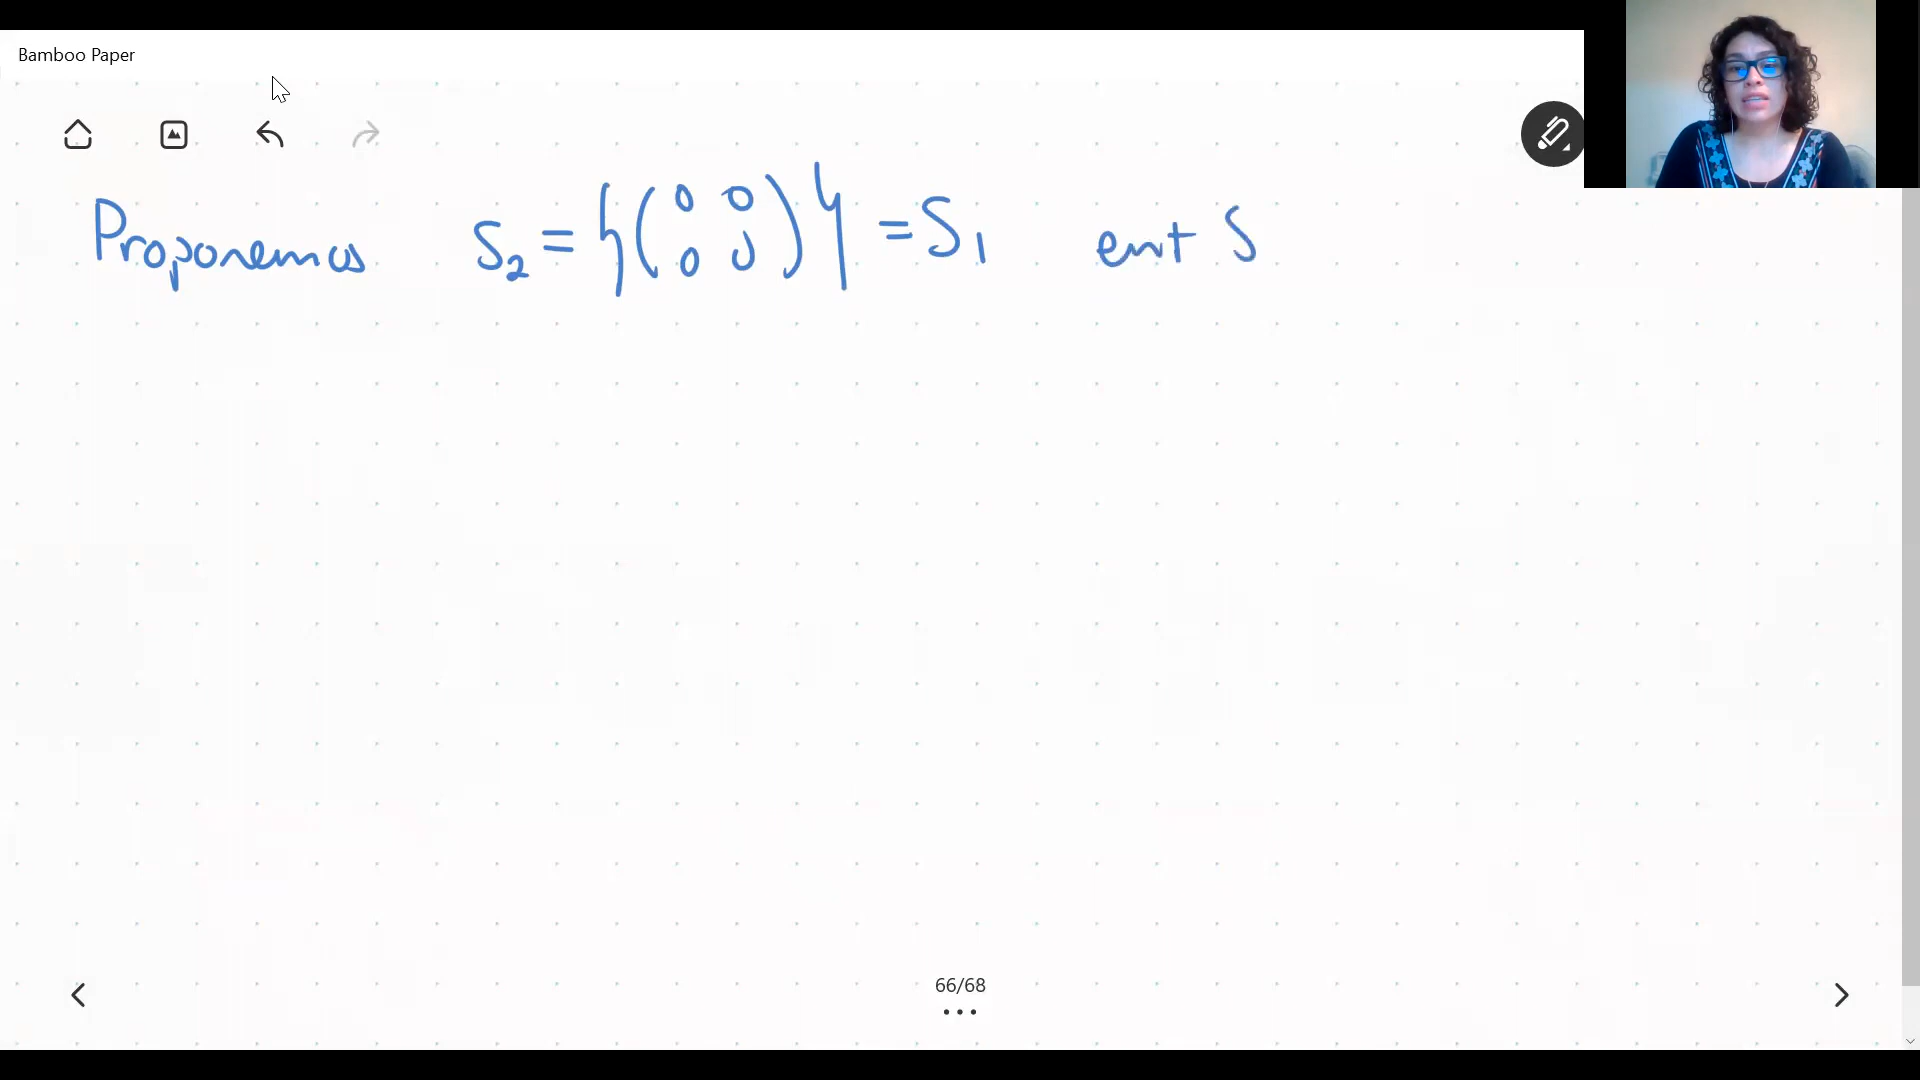 Bamboo Paper
Proponemos S₂ = {(0 0 0 0)} = S₁ ent S
66/68